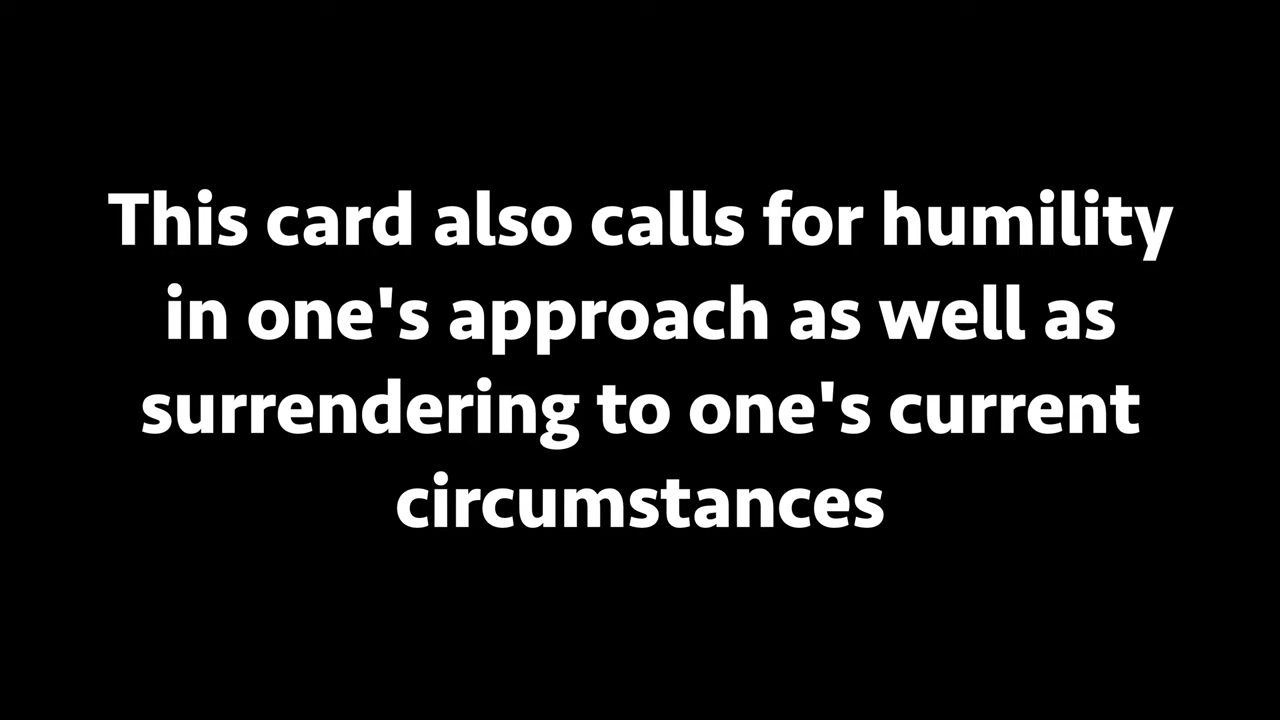 This card also calls for humility
in one's approach as well as
surrendering to one's current
circumstances